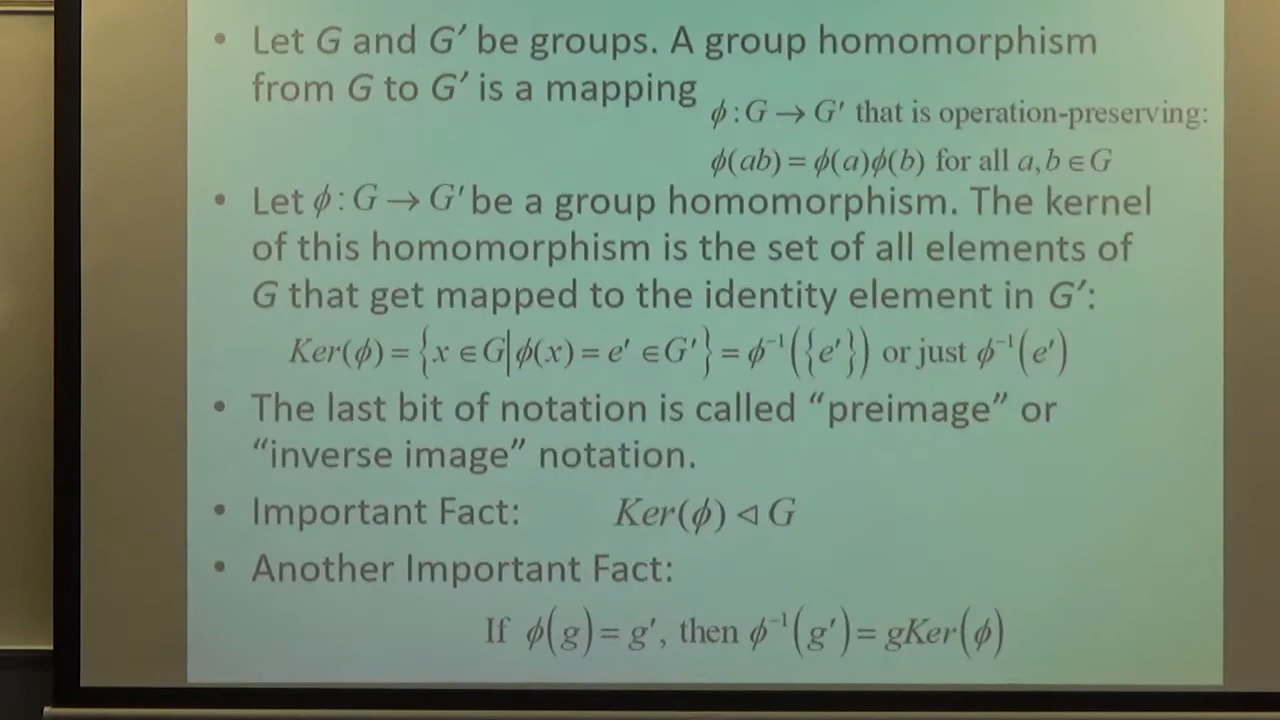 • Let G and G′ be groups. A group homomorphism
from G to G′ is a mapping
ϕ : G → G′ that is operation-preserving:
ϕ(ab) = ϕ(a)ϕ(b) for all a, b ∈ G
• Let ϕ : G → G′ be a group homomorphism. The kernel
of this homomorphism is the set of all elements of
G that get mapped to the identity element in G′:
Ker(ϕ) = {x ∈ G|ϕ(x) = e′ ∈ G′} = ϕ⁻¹({e′}) or just ϕ⁻¹(e′)
• The last bit of notation is called “preimage” or
“inverse image” notation.
• Important Fact: Ker(ϕ) ⊲ G
• Another Important Fact:
If ϕ(g) = g′, then ϕ⁻¹(g′) = gKer(ϕ)